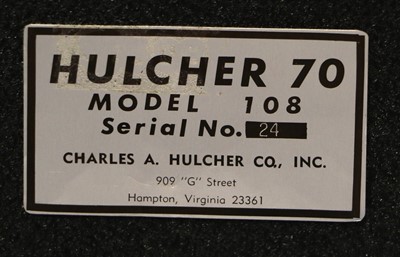 HULCHER 70
MODEL 108
Serial No. 24
CHARLES A. HULCHER CO., INC.
909 "G" Street
Hampton, Virginia 23361